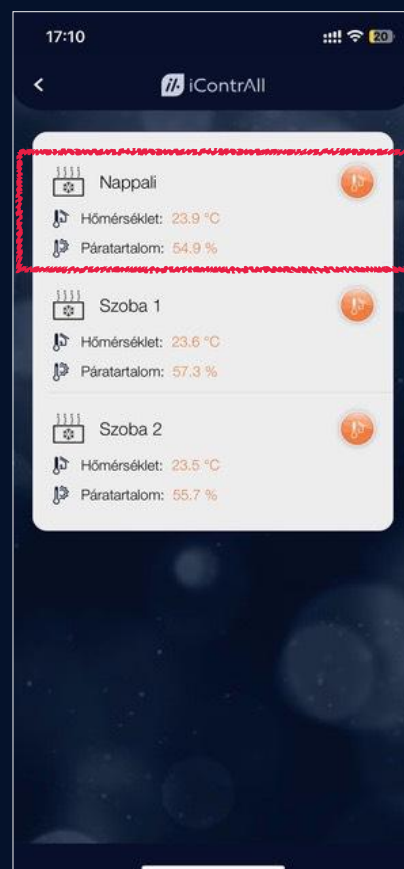 17:10
20
iContrAll
Nappali
Hőmérséklet: 23.9 °C
Páratartalom: 54.9 %
Szoba 1
Hőmérséklet: 23.6 °C
Páratartalom: 57.3 %
Szoba 2
Hőmérséklet: 23.5 °C
Páratartalom: 55.7 %